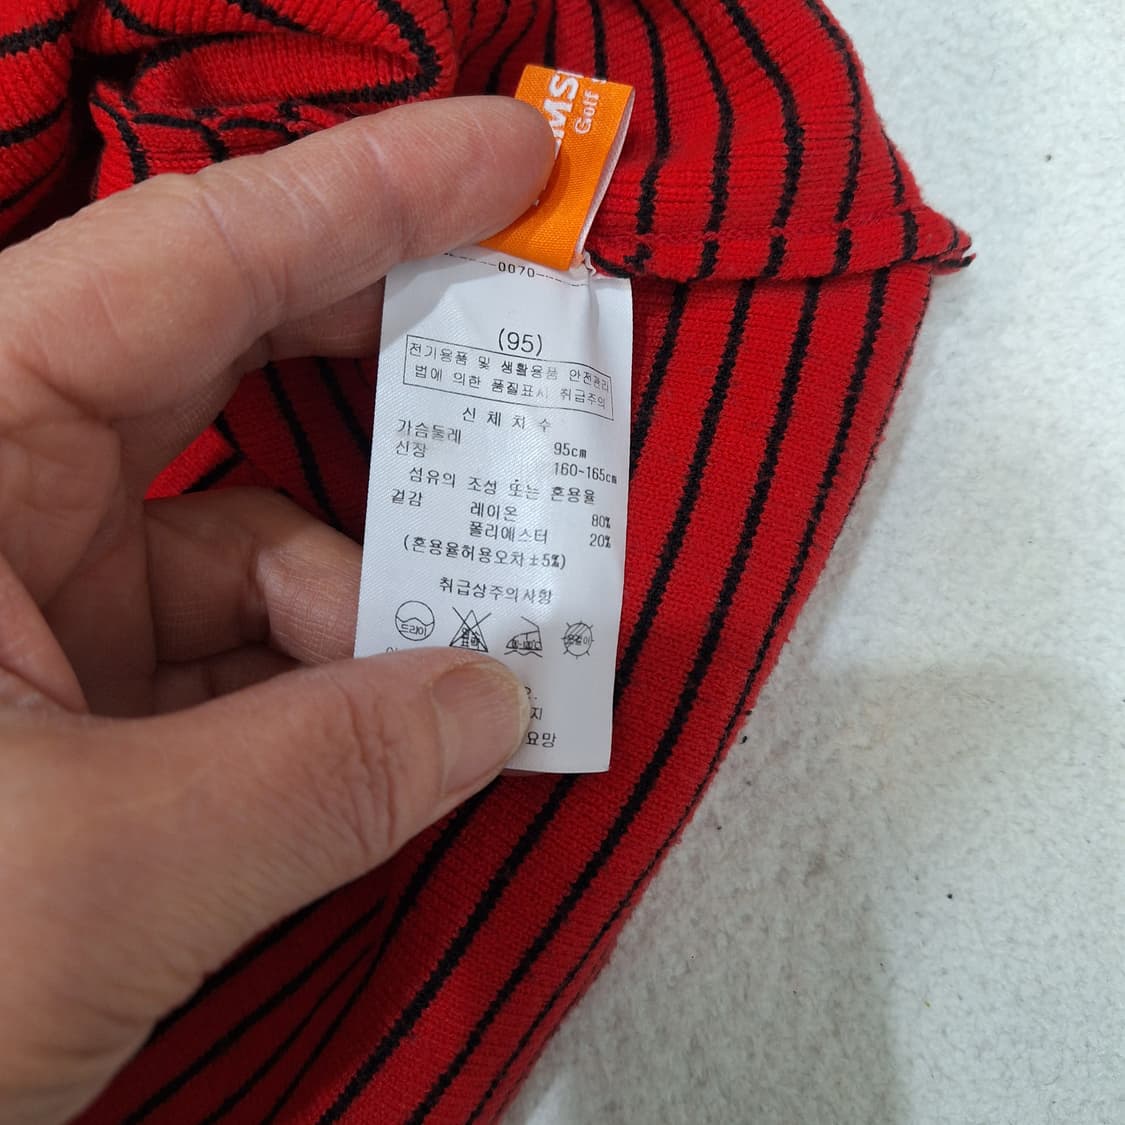 Golf
0070
(95)
전기용품 및 생활용품 안전관리
법에 의한 품질표시 취급주의
신체치수
가슴둘레 95cm
신장 160-165cm
섬유의 조성 또는 혼용율
겉감 레이온 80%
폴리에스터 20%
(혼용율허용오차±5%)
취급상주의사항
드라이
요망